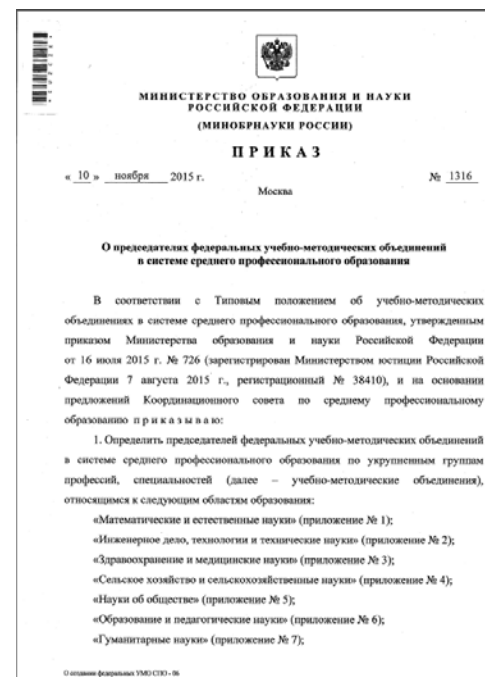 МИНИСТЕРСТВО ОБРАЗОВАНИЯ И НАУКИ
РОССИЙСКОЙ ФЕДЕРАЦИИ
(МИНОБРНАУКИ РОССИИ)
ПРИКАЗ
« 10 » ноября 2015 г. № 1316
Москва
О председателях федеральных учебно-методических объединений
в системе среднего профессионального образования
В соответствии с Типовым положением об учебно-методических
объединениях в системе среднего профессионального образования, утвержденным
приказом Министерства образования и науки Российской Федерации
от 16 июля 2015 г. № 726 (зарегистрирован Министерством юстиции Российской
Федерации 7 августа 2015 г., регистрационный № 38410), и на основании
предложений Координационного совета по среднему профессиональному
образованию п р и к а з ы в а ю:
1. Определить председателей федеральных учебно-методических объединений
в системе среднего профессионального образования по укрупненным группам
профессий, специальностей (далее – учебно-методические объединения),
относящимся к следующим областям образования:
«Математические и естественные науки» (приложение № 1);
«Инженерное дело, технологии и технические науки» (приложение № 2);
«Здравоохранение и медицинские науки» (приложение № 3);
«Сельское хозяйство и сельскохозяйственные науки» (приложение № 4);
«Науки об обществе» (приложение № 5);
«Образование и педагогические науки» (приложение № 6);
«Гуманитарные науки» (приложение № 7);
О создании федеральных УМО СПО - 06